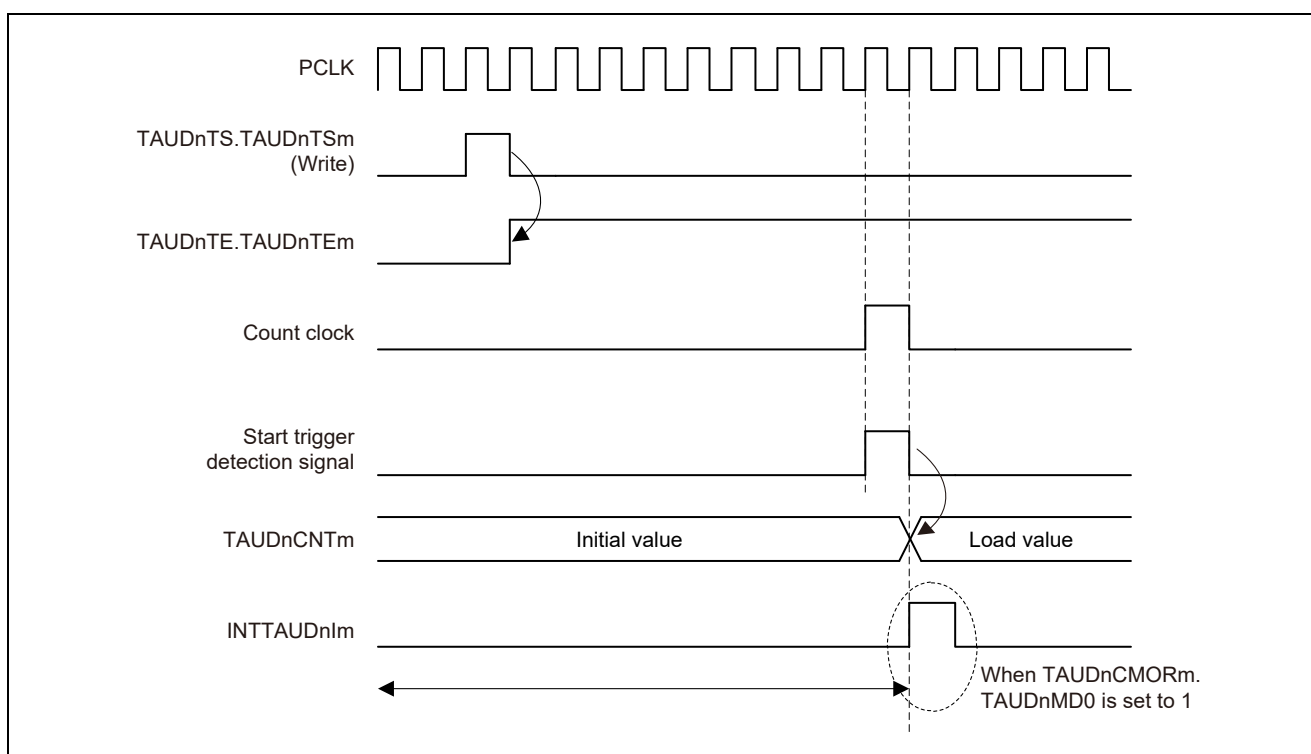 PCLK
TAUDnTS.TAUDnTSm
(Write)
TAUDnTE.TAUDnTEm
Count clock
Start trigger
detection signal
TAUDnCNTm
Initial value
Load value
INTTAUDnIm
When TAUDnCMORm.
TAUDnMD0 is set to 1